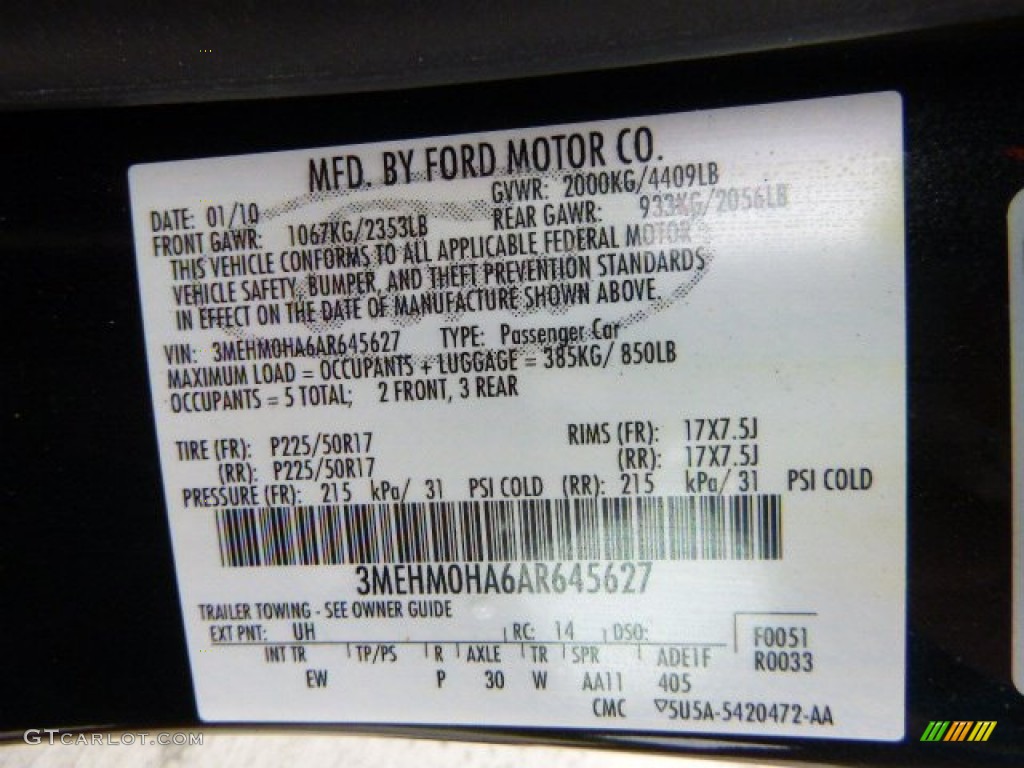 MFD. BY FORD MOTOR CO.
DATE: 01/10 GVWR: 2000KG/4409LB
FRONT GAWR: 1067KG/2353LB REAR GAWR: 933KG/2056LB
THIS VEHICLE CONFORMS TO ALL APPLICABLE FEDERAL MOTOR
VEHICLE SAFETY, BUMPER, AND THEFT PREVENTION STANDARDS
IN EFFECT ON THE DATE OF MANUFACTURE SHOWN ABOVE.
VIN: 3MEHM0HA6AR645627 TYPE: Passenger Car
MAXIMUM LOAD = OCCUPANTS + LUGGAGE = 385KG/ 850LB
OCCUPANTS = 5 TOTAL; 2 FRONT, 3 REAR
TIRE (FR): P225/50R17 RIMS (FR): 17X7.5J
(RR): P225/50R17 (RR): 17X7.5J
PRESSURE (FR): 215 kPa/ 31 PSI COLD (RR): 215 kPa/ 31 PSI COLD
3MEHM0HA6AR645627
TRAILER TOWING - SEE OWNER GUIDE
EXT PNT: UH RC: 14 DSO: F0051
INT TR TP/PS R AXLE TR SPR ADE1F R0033
EW P 30 W AA11 405
CMC ▽5U5A-5420472-AA
GTCARLOT.COM